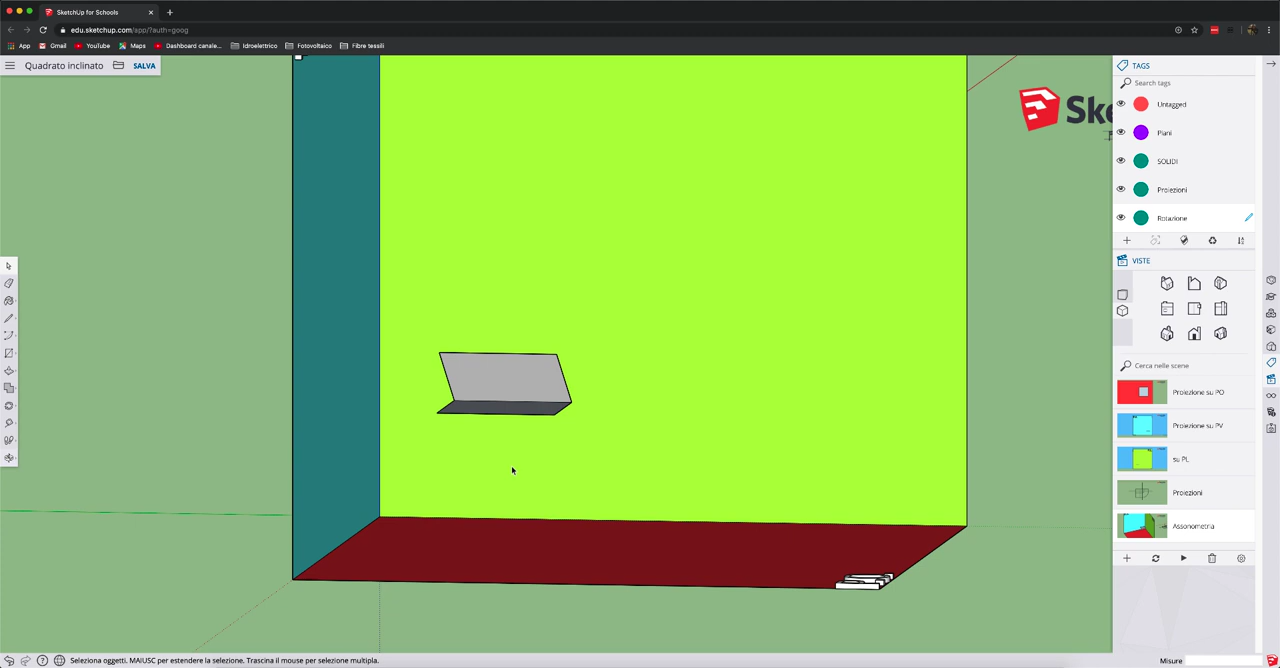 SketchUp for Schools
edu.sketchup.com/app/?auth=goog
App Gmail YouTube Maps Dashboard canale... Idroelettrico Fotovoltaico Fibre tessili
Quadrato inclinato SALVA
TAGS
Search tags
Untagged
Piani
SOLIDI
Proiezioni
Rotazione
VISTE
Cerca nelle scene
Proiezione su PO
Proiezione su PV
su PL
Proiezioni
Assonometria
Seleziona oggetti. MAIUSC per estendere la selezione. Trascina il mouse per selezione multipla.
Misure